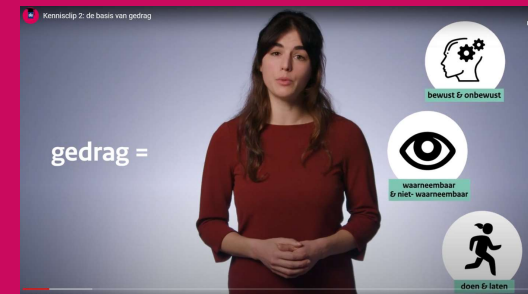 Kennisclip 2: de basis van gedrag
gedrag =
bewust & onbewust
waarneembaar
& niet- waarneembaar
doen & laten